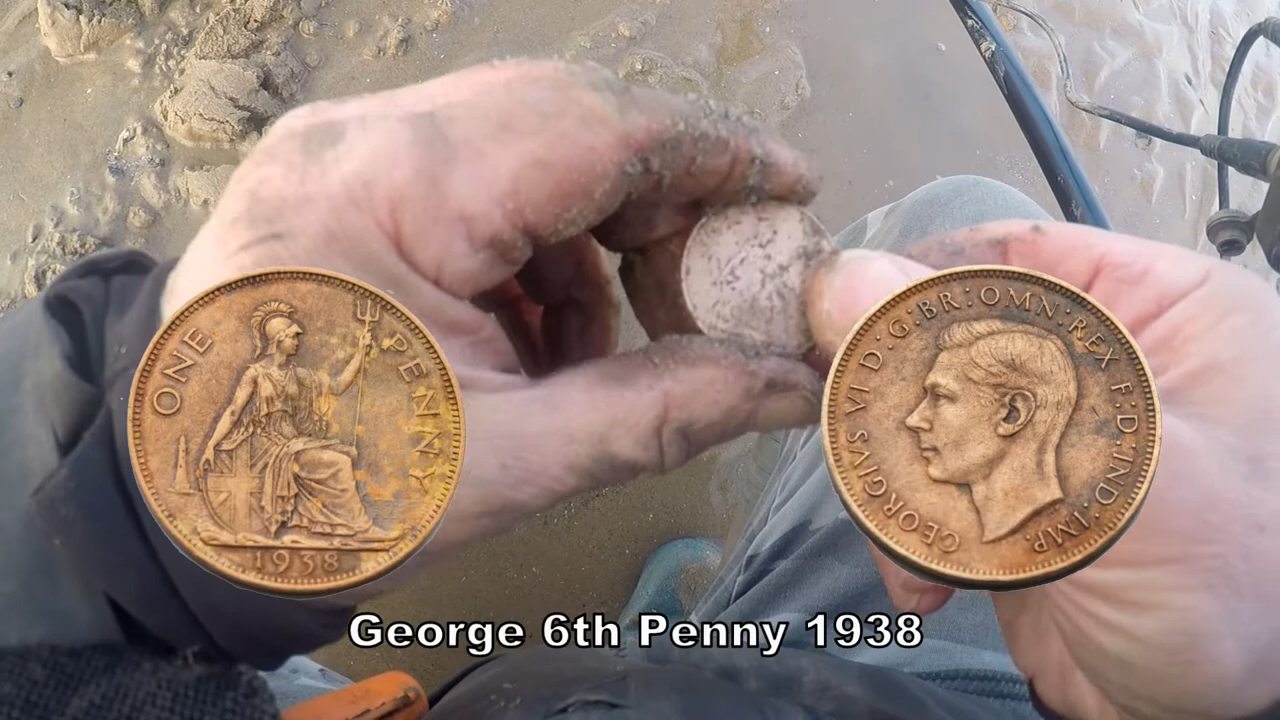 ONE PENNY
1938
GEORGIVS VI D:G:BR:OMN:REX F:D:IND:IMP.
George 6th Penny 1938